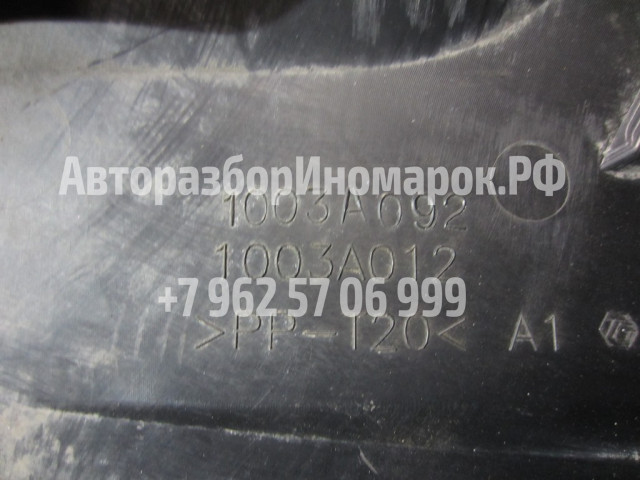 АвторазборИномарок.РФ
1003A092
1003A012
+7 962 57 06 999
>PP-T20< A1